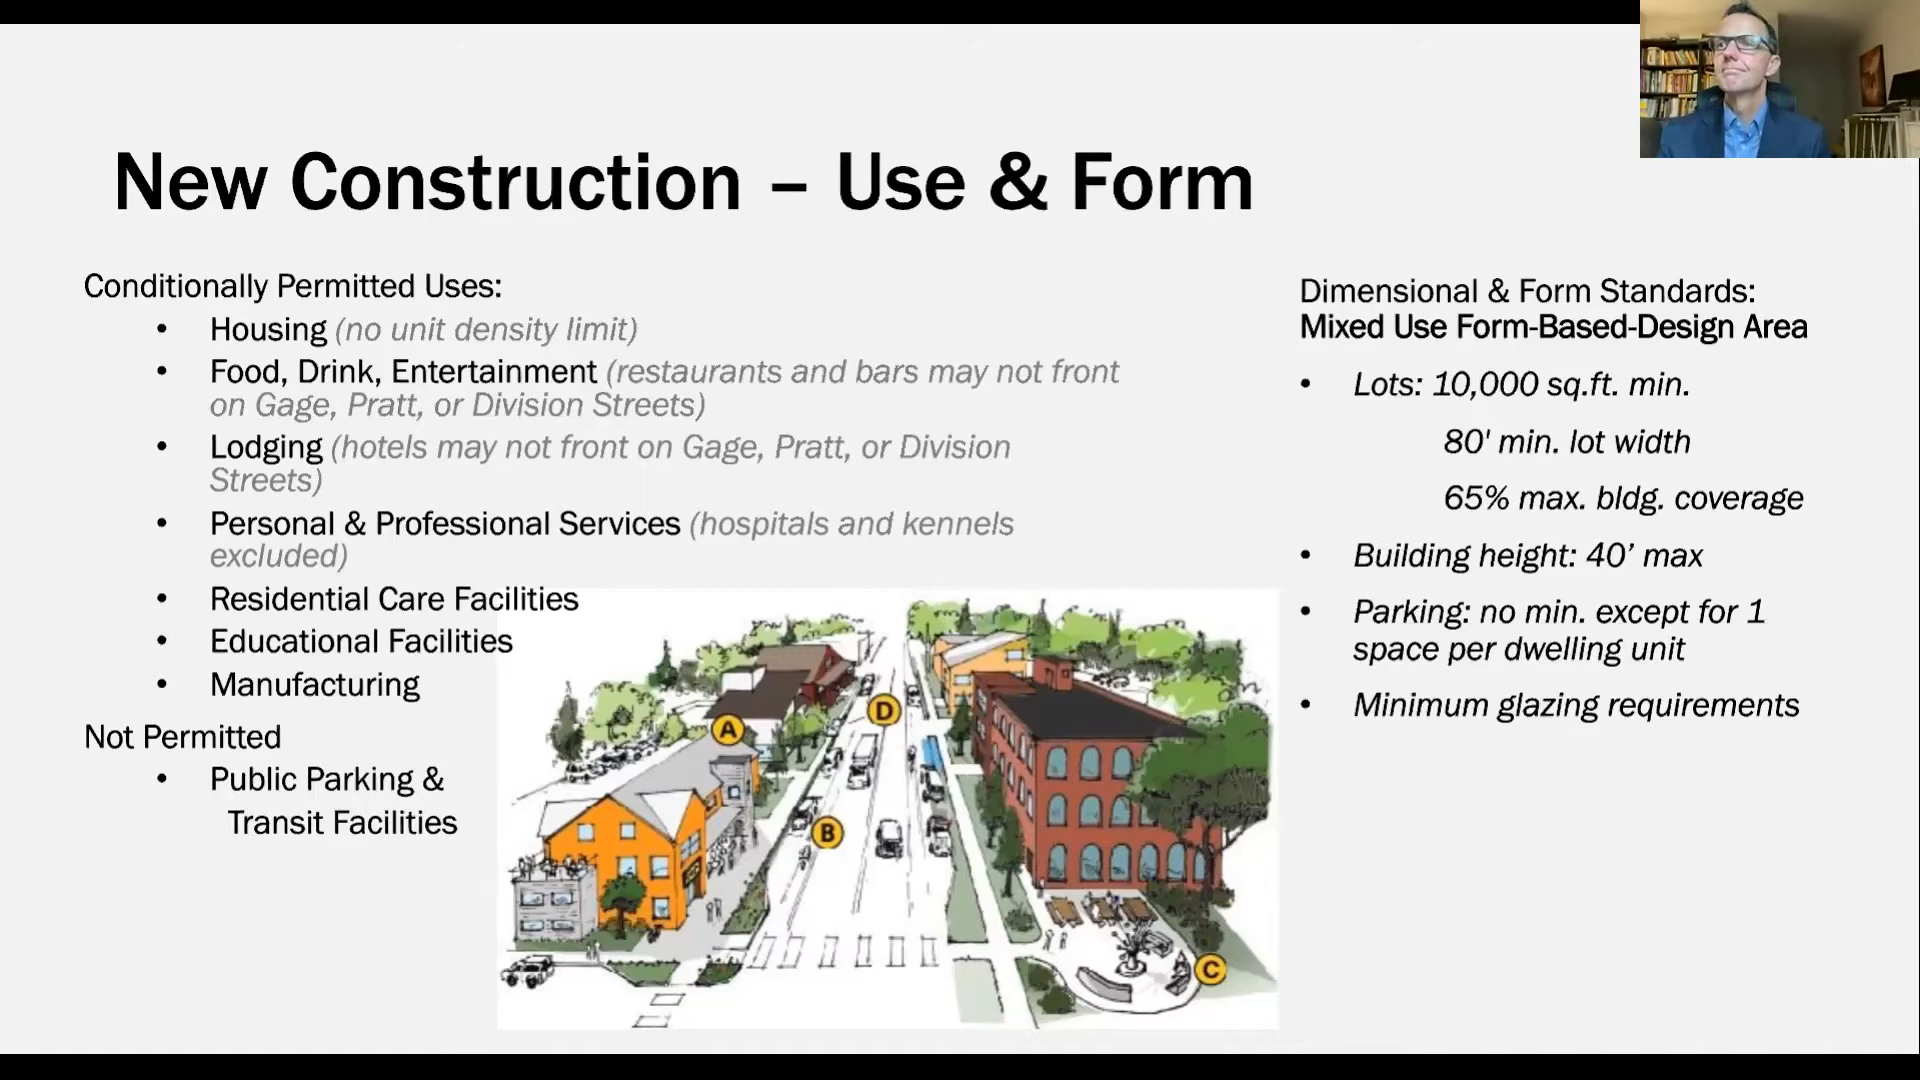 New Construction – Use & Form
Conditionally Permitted Uses:
• Housing (no unit density limit)
• Food, Drink, Entertainment (restaurants and bars may not front
on Gage, Pratt, or Division Streets)
• Lodging (hotels may not front on Gage, Pratt, or Division
Streets)
• Personal & Professional Services (hospitals and kennels
excluded)
• Residential Care Facilities
• Educational Facilities
• Manufacturing
Not Permitted
• Public Parking &
Transit Facilities
A
B
C
D
Dimensional & Form Standards:
Mixed Use Form-Based-Design Area
• Lots: 10,000 sq.ft. min.
80' min. lot width
65% max. bldg. coverage
• Building height: 40’ max
• Parking: no min. except for 1
space per dwelling unit
• Minimum glazing requirements